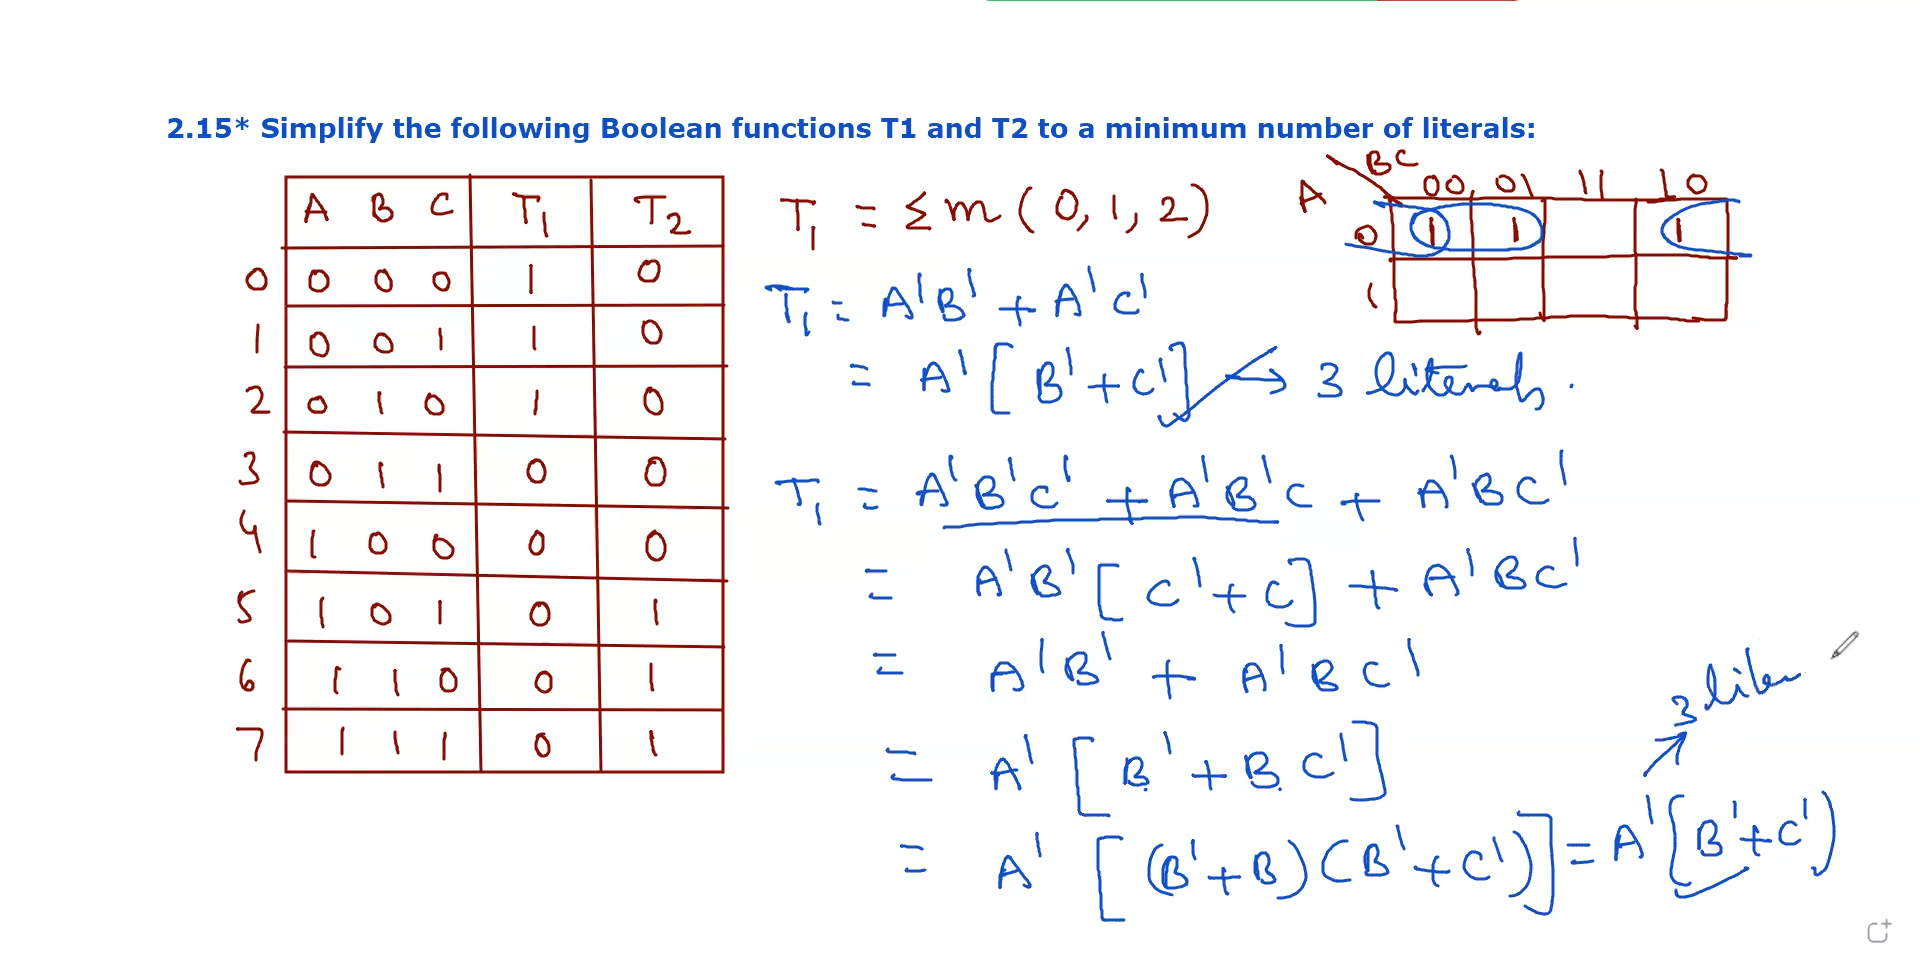 2.15* Simplify the following Boolean functions T1 and T2 to a minimum number of literals:
A B C T₁ T₂
0 0 0 0 1 0
1 0 0 1 1 0
2 0 1 0 1 0
3 0 1 1 0 0
4 1 0 0 0 0
5 1 0 1 0 1
6 1 1 0 0 1
7 1 1 1 0 1
T₁ = Σm(0,1,2)
A BC
00 01 11 10
0 1 1 1
1
T₁ = A'B' + A'C'
= A'[B'+C'] → 3 literals.
T₁ = A'B'C' + A'B'C + A'BC'
= A'B'[C'+C] + A'BC'
= A'B' + A'BC'
= A'[B'+BC']
= A'[(B'+B)(B'+C')] = A'[B'+C')
3 liter